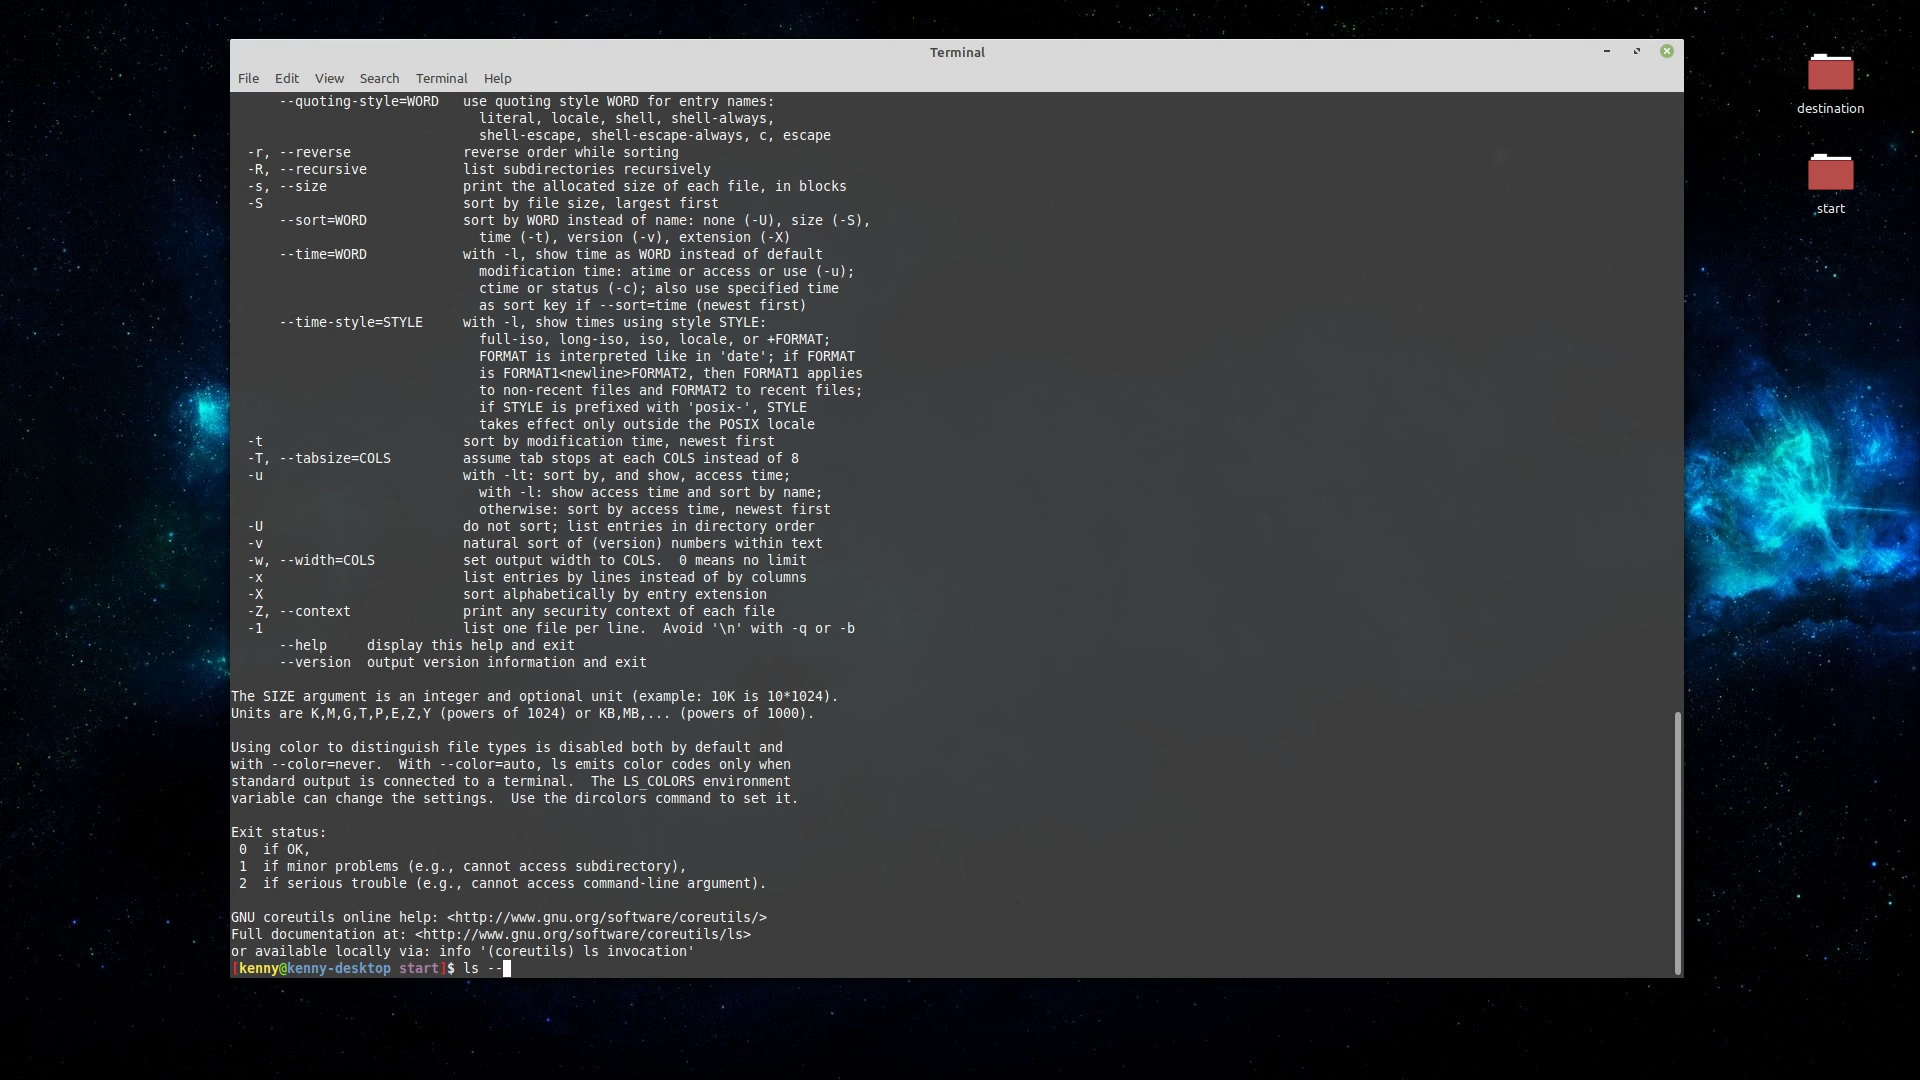 Terminal
File Edit View Search Terminal Help
      --quoting-style=WORD   use quoting style WORD for entry names:
                               literal, locale, shell, shell-always,
                               shell-escape, shell-escape-always, c, escape
  -r, --reverse              reverse order while sorting
  -R, --recursive            list subdirectories recursively
  -s, --size                 print the allocated size of each file, in blocks
  -S                         sort by file size, largest first
      --sort=WORD            sort by WORD instead of name: none (-U), size (-S),
                               time (-t), version (-v), extension (-X)
      --time=WORD            with -l, show time as WORD instead of default
                               modification time: atime or access or use (-u);
                               ctime or status (-c); also use specified time
                               as sort key if --sort=time (newest first)
      --time-style=STYLE     with -l, show times using style STYLE:
                               full-iso, long-iso, iso, locale, or +FORMAT;
                               FORMAT is interpreted like in 'date'; if FORMAT
                               is FORMAT1<newline>FORMAT2, then FORMAT1 applies
                               to non-recent files and FORMAT2 to recent files;
                               if STYLE is prefixed with 'posix-', STYLE
                               takes effect only outside the POSIX locale
  -t                         sort by modification time, newest first
  -T, --tabsize=COLS         assume tab stops at each COLS instead of 8
  -u                         with -lt: sort by, and show, access time;
                               with -l: show access time and sort by name;
                               otherwise: sort by access time, newest first
  -U                         do not sort; list entries in directory order
  -v                         natural sort of (version) numbers within text
  -w, --width=COLS           set output width to COLS.  0 means no limit
  -x                         list entries by lines instead of by columns
  -X                         sort alphabetically by entry extension
  -Z, --context              print any security context of each file
  -1                         list one file per line.  Avoid '\n' with -q or -b
      --help     display this help and exit
      --version  output version information and exit

The SIZE argument is an integer and optional unit (example: 10K is 10*1024).
Units are K,M,G,T,P,E,Z,Y (powers of 1024) or KB,MB,... (powers of 1000).

Using color to distinguish file types is disabled both by default and
with --color=never.  With --color=auto, ls emits color codes only when
standard output is connected to a terminal.  The LS_COLORS environment
variable can change the settings.  Use the dircolors command to set it.

Exit status:
 0  if OK,
 1  if minor problems (e.g., cannot access subdirectory),
 2  if serious trouble (e.g., cannot access command-line argument).

GNU coreutils online help: <http://www.gnu.org/software/coreutils/>
Full documentation at: <http://www.gnu.org/software/coreutils/ls>
or available locally via: info '(coreutils) ls invocation'
[kenny@kenny-desktop start]$ ls --
destination
start